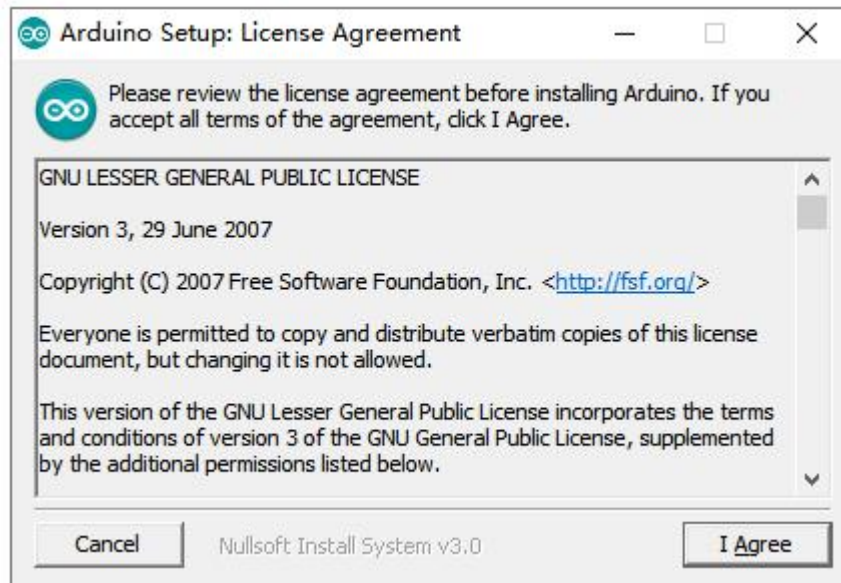 Arduino Setup: License Agreement
Please review the license agreement before installing Arduino. If you
accept all terms of the agreement, click I Agree.
GNU LESSER GENERAL PUBLIC LICENSE
Version 3, 29 June 2007
Copyright (C) 2007 Free Software Foundation, Inc. <http://fsf.org/>
Everyone is permitted to copy and distribute verbatim copies of this license
document, but changing it is not allowed.
This version of the GNU Lesser General Public License incorporates the terms
and conditions of version 3 of the GNU General Public License, supplemented
by the additional permissions listed below.
Cancel Nullsoft Install System v3.0 I Agree